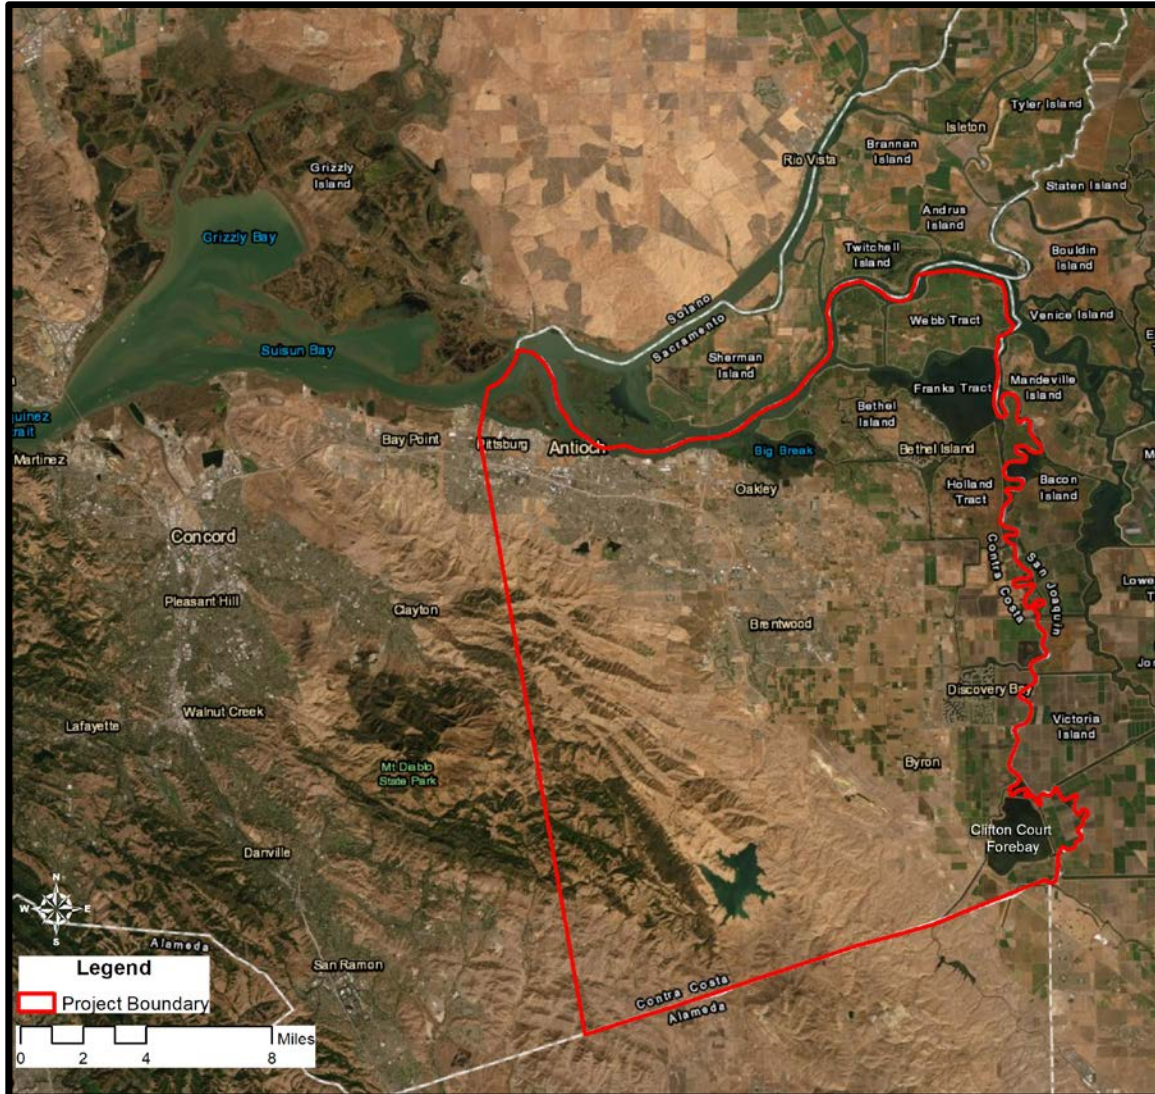 Tyler Island
Isleton
Brannan
Island
Rio Vista
Grizzly
Island
Staten Island
Andrus
Island
Grizzly Bay
Twitchell
Island
Bouldin
Island
Solano
Sacramento
Webb Tract
Venice Island
Suisun Bay
Sherman
Island
Franks Tract
Mandeville
Island
Bethel
Island
Bay Point
Pittsburg
Antioch
Big Break
Bethel Island
Martinez
Oakley
Holland
Tract
Bacon
Island
Concord
Contra Costa
San Joaquin
Pleasant Hill
Clayton
Brentwood
Discovery Bay
Lafayette
Walnut Creek
Victoria
Island
Mt Diablo
State Park
Byron
Clifton Court
Forebay
Danville
N
W
E
S
Alameda
San Ramon
Contra Costa
Alameda
Legend
Project Boundary
Miles
0 2 4 8